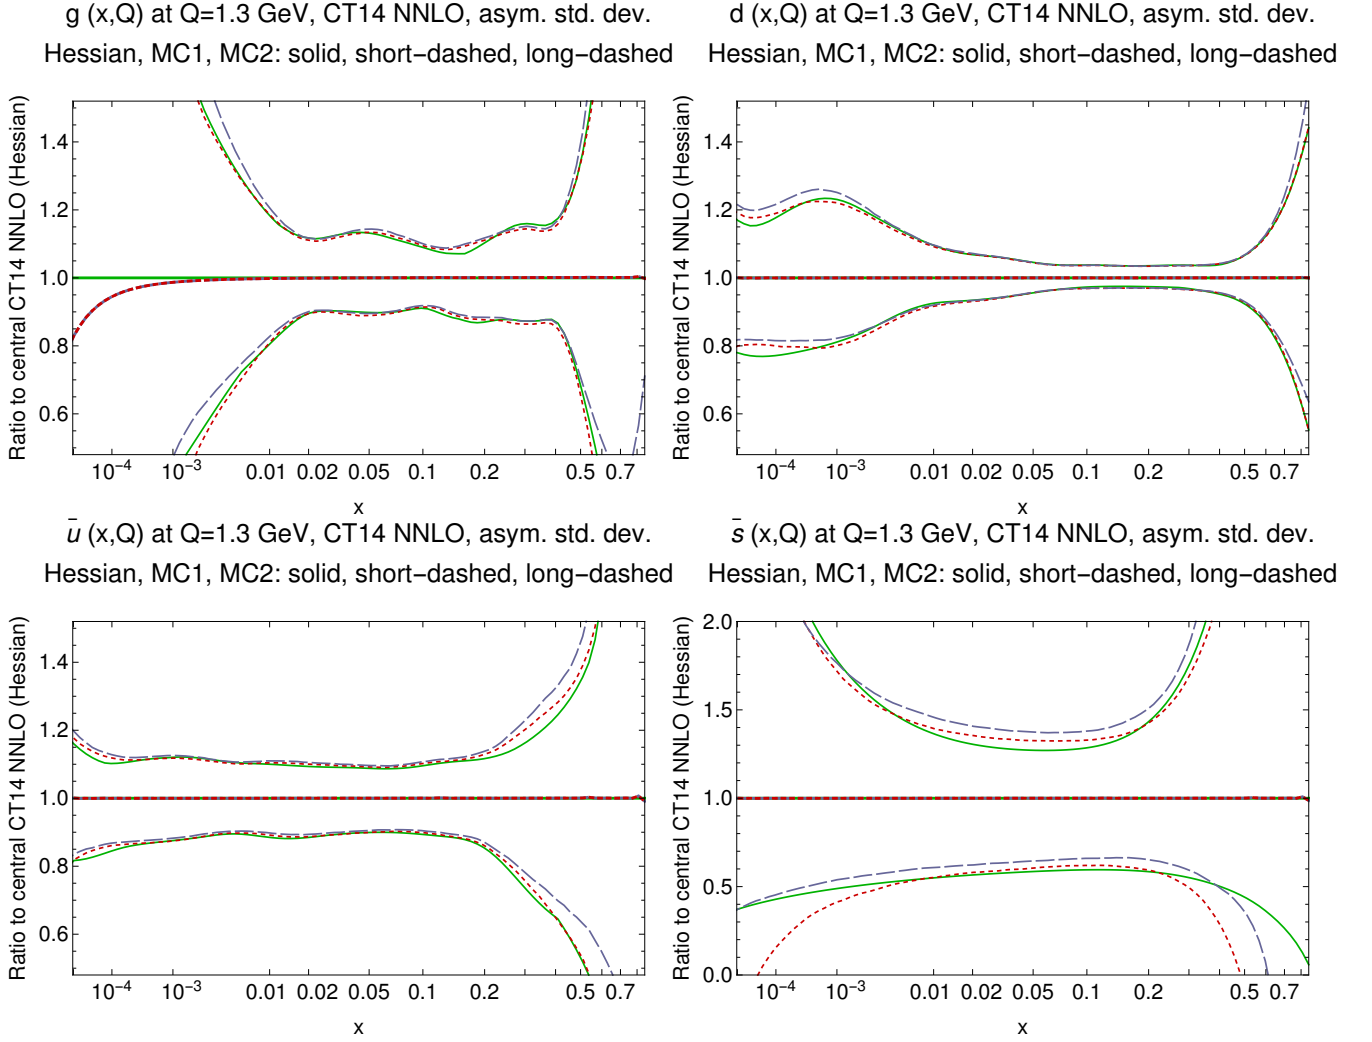 g (x,Q) at Q=1.3 GeV, CT14 NNLO, asym. std. dev.
Hessian, MC1, MC2: solid, short−dashed, long−dashed
Ratio to central CT14 NNLO (Hessian)
1.4
1.2
1.0
0.8
0.6
10−4 10−3 0.01 0.02 0.05 0.1 0.2 0.5 0.7
x
d (x,Q) at Q=1.3 GeV, CT14 NNLO, asym. std. dev.
Hessian, MC1, MC2: solid, short−dashed, long−dashed
Ratio to central CT14 NNLO (Hessian)
1.4
1.2
1.0
0.8
0.6
10−4 10−3 0.01 0.02 0.05 0.1 0.2 0.5 0.7
x
ū (x,Q) at Q=1.3 GeV, CT14 NNLO, asym. std. dev.
Hessian, MC1, MC2: solid, short−dashed, long−dashed
Ratio to central CT14 NNLO (Hessian)
1.4
1.2
1.0
0.8
0.6
10−4 10−3 0.01 0.02 0.05 0.1 0.2 0.5 0.7
x
s̄ (x,Q) at Q=1.3 GeV, CT14 NNLO, asym. std. dev.
Hessian, MC1, MC2: solid, short−dashed, long−dashed
Ratio to central CT14 NNLO (Hessian)
2.0
1.5
1.0
0.5
0.0
10−4 10−3 0.01 0.02 0.05 0.1 0.2 0.5 0.7
x